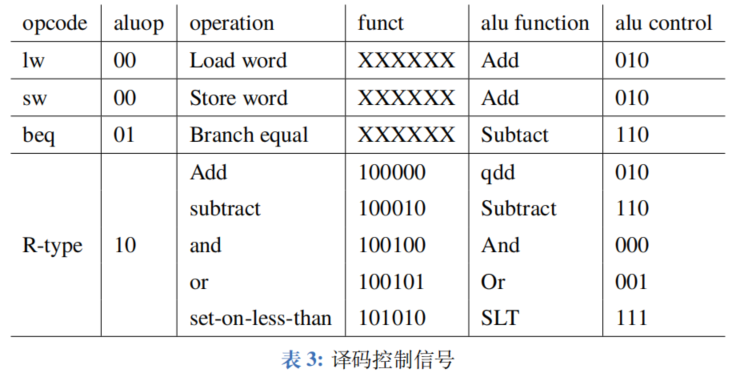 opcode aluop operation funct alu function alu control
lw 00 Load word XXXXXX Add 010
sw 00 Store word XXXXXX Add 010
beq 01 Branch equal XXXXXX Subtact 110
Add 100000 qdd 010
subtract 100010 Subtract 110
R-type 10 and 100100 And 000
or 100101 Or 001
set-on-less-than 101010 SLT 111
表 3: 译码控制信号